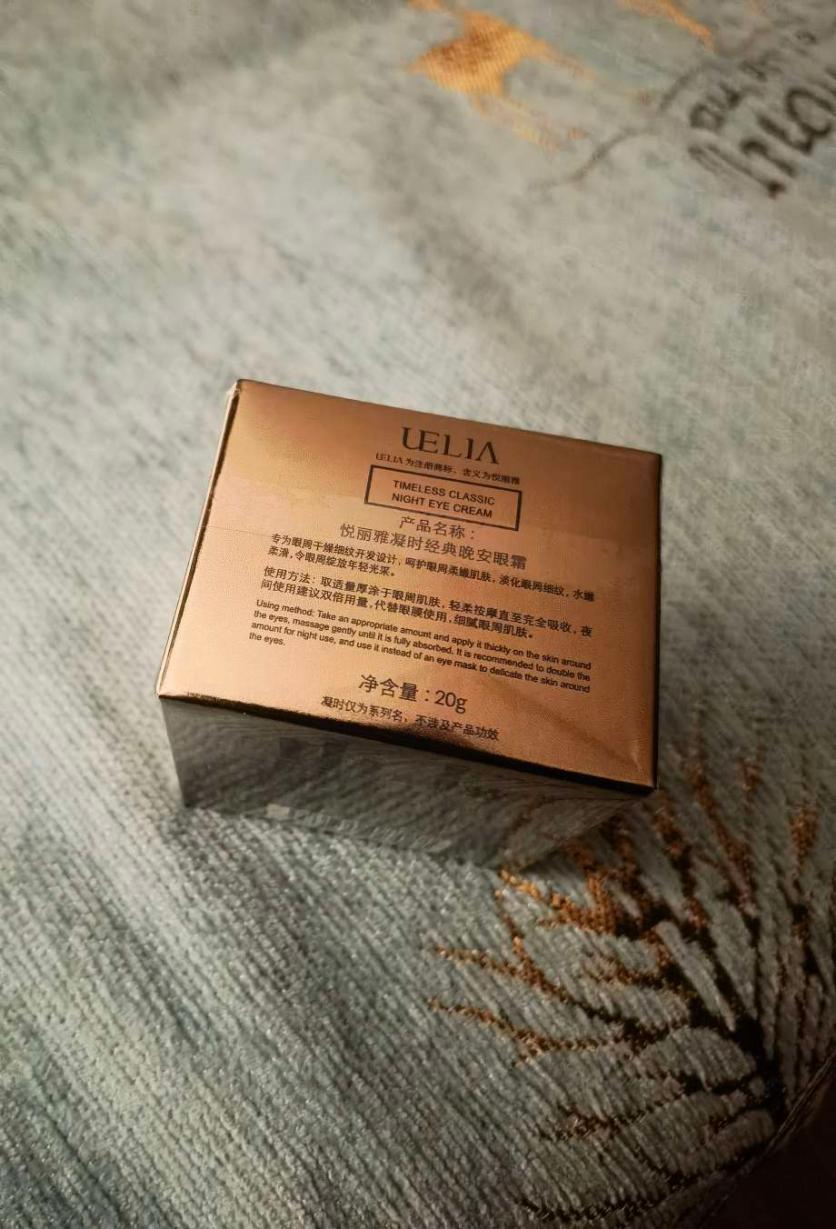 UELIA
UELIA 为注册商标，含义为悦丽雅
TIMELESS CLASSIC
NIGHT EYE CREAM
产品名称：
悦丽雅凝时经典晚安眼霜
专为眼周干燥细纹开发设计，呵护眼周柔嫩肌肤，淡化眼周细纹，水嫩
柔滑，令眼周绽放年轻光采。
使用方法：取适量厚涂于眼周肌肤，轻柔按摩直至完全吸收，夜
间使用建议双倍用量，代替眼膜使用，细腻眼周肌肤。
Using method: Take an appropriate amount and apply it thickly on the skin around
the eyes, massage gently until it is fully absorbed. It is recommended to double the
amount for night use, and use it instead of an eye mask to delicate the skin around
the eyes.
净含量：20g
凝时仅为系列名，不涉及产品功效